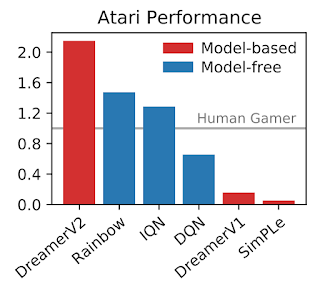 Atari Performance
Model-based
Model-free
Human Gamer
2.0
1.6
1.2
0.8
0.4
0.0
DreamerV2
Rainbow
IQN
DQN
DreamerV1
SimPLe